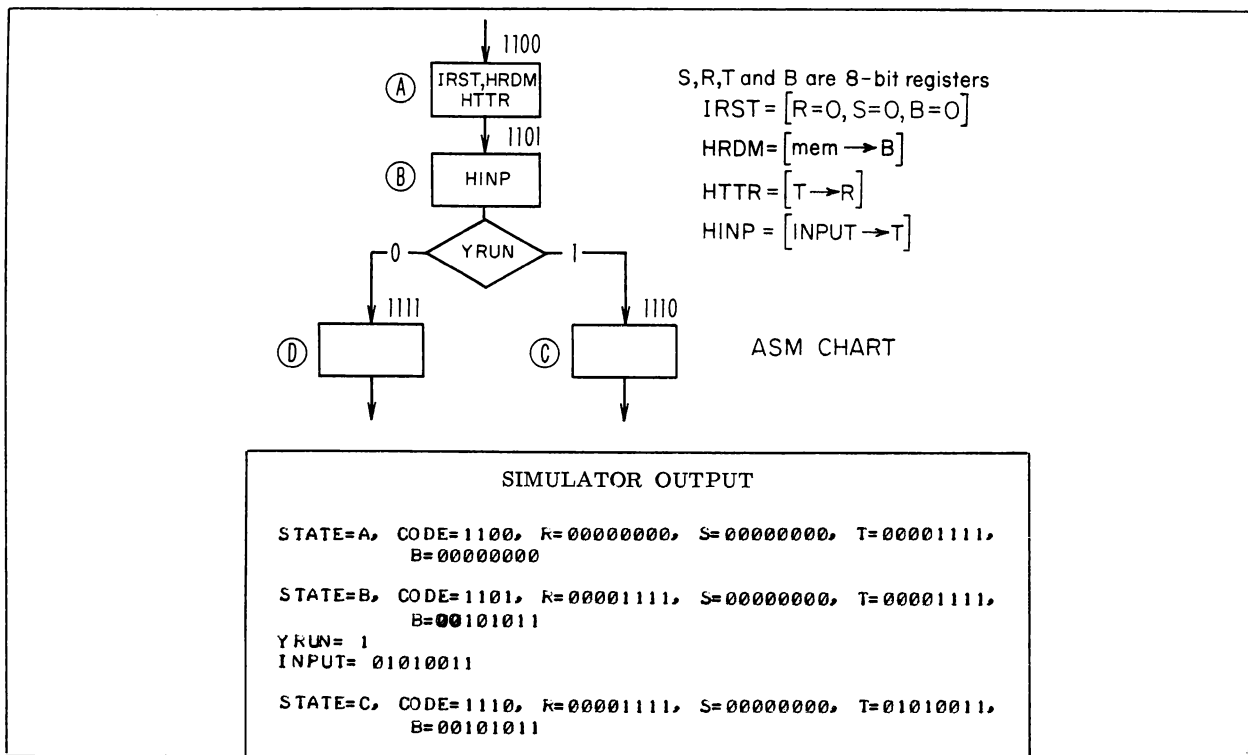 1100
A
IRST,HRDM
HTTR
1101
B
HINP
YRUN
0
1
1111
1110
D
C
S,R,T and B are 8-bit registers
IRST=[R=0, S=0, B=0]
HRDM=[mem→B]
HTTR=[T→R]
HINP=[INPUT→T]
ASM CHART
SIMULATOR OUTPUT
STATE=A, CODE=1100, R=00000000, S=00000000, T=00001111,
B=00000000
STATE=B, CODE=1101, R=00001111, S=00000000, T=00001111,
B=00101011
YRUN= 1
INPUT= 01010011
STATE=C, CODE=1110, R=00001111, S=00000000, T=01010011,
B=00101011